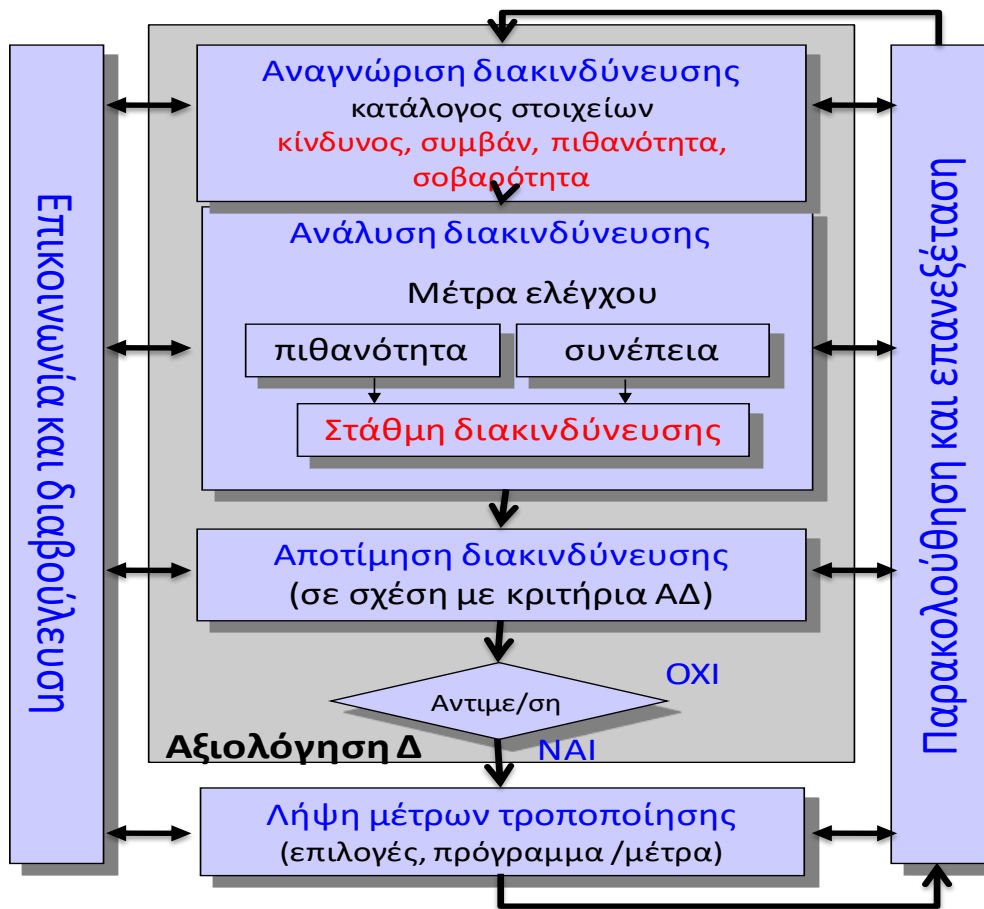 Επικοινωνία και διαβούλευση
Αναγνώριση διακινδύνευσης
κατάλογος στοιχείων
κίνδυνος, συμβάν, πιθανότητα,
σοβαρότητα
Ανάλυση διακινδύνευσης
Μέτρα ελέγχου
πιθανότητα
συνέπεια
Στάθμη διακινδύνευσης
Αποτίμηση διακινδύνευσης
(σε σχέση με κριτήρια ΑΔ)
Αντιμε/ση
ΟΧΙ
ΝΑΙ
Αξιολόγηση Δ
Λήψη μέτρων τροποποίησης
(επιλογές, πρόγραμμα /μέτρα)
Παρακολούθηση και επανεξέταση